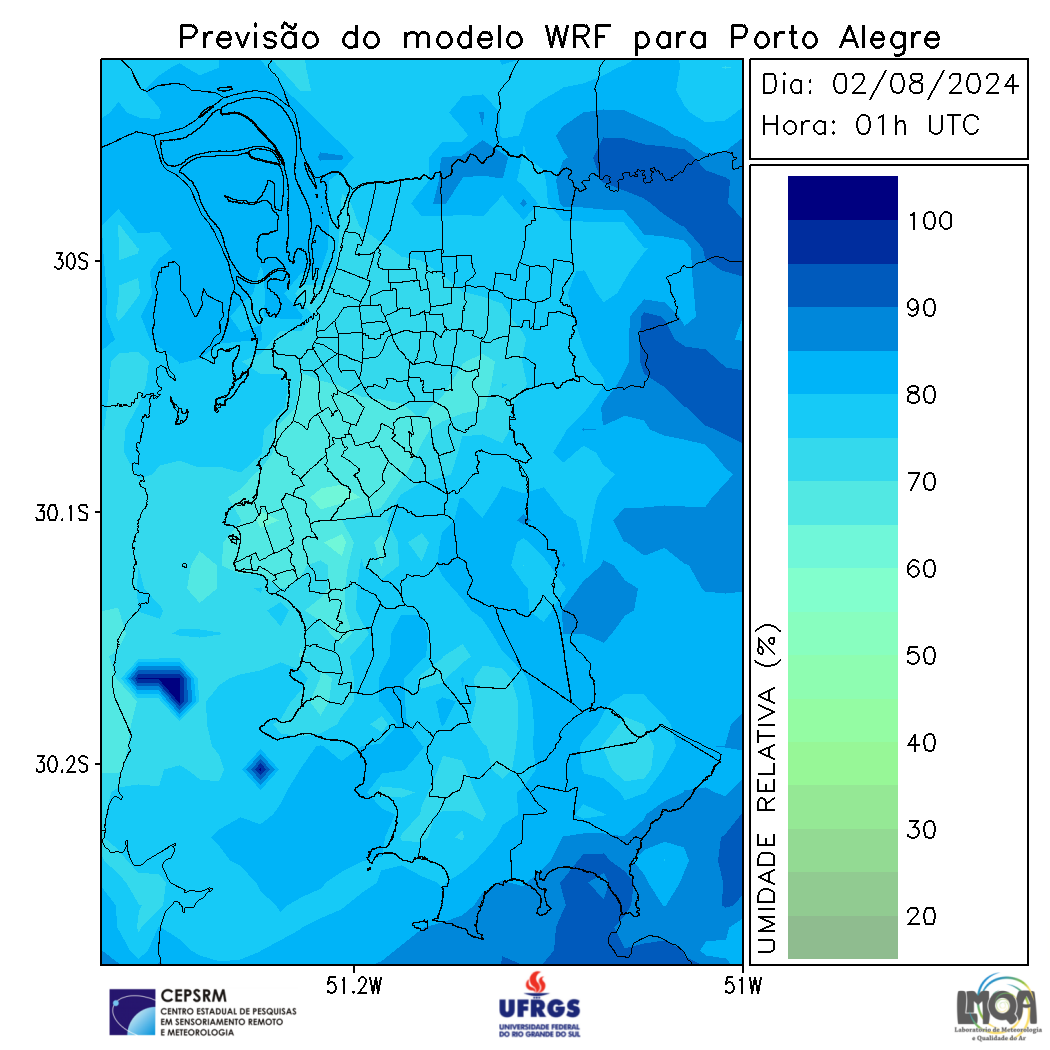 Previsão do modelo WRF para Porto Alegre
Dia: 02/08/2024
Hora: 01h UTC
30S
30.1S
30.2S
51.2W
51W
UMIDADE RELATIVA (%)
100
90
80
70
60
50
40
30
20
CEPSRM
CENTRO ESTADUAL DE PESQUISAS
EM SENSORIAMENTO REMOTO
E METEOROLOGIA
UFRGS
UNIVERSIDADE FEDERAL
DO RIO GRANDE DO SUL
LMQA
Laboratório de Meteorologia
e Qualidade do Ar